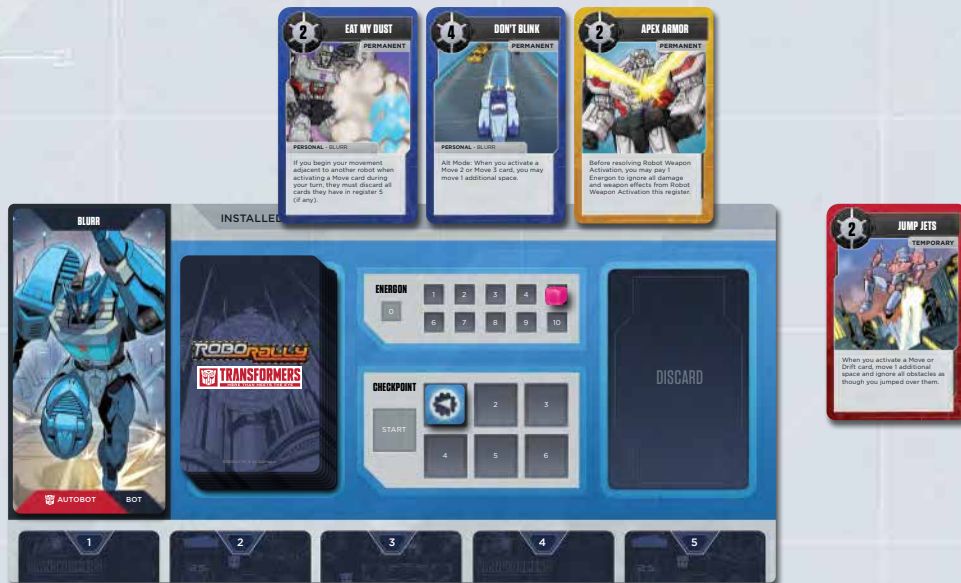 2
EAT MY DUST
PERMANENT
PERSONAL - BLURR
If you begin your movement
adjacent to another robot when
activating a Move card during
your turn, they must discard all
cards they have in register 5
(if any).
4
DON'T BLINK
PERMANENT
PERSONAL - BLURR
Alt Mode: When you activate a
Move 2 or Move 3 card, you may
move 1 additional space.
2
APEX ARMOR
PERMANENT
Before resolving Robot Weapon
Activation, you may pay 1
Energon to ignore all damage
and weapon effects from Robot
Weapon Activation this register.
2
JUMP JETS
TEMPORARY
When you activate a Move or
Drift card, move 1 additional
space and ignore all obstacles as
though you jumped over them.
BLURR
AUTOBOT
BOT
INSTALLED
ROBORALLY
TRANSFORMERS
MORE THAN MEETS THE EYE
ENERGON
0
1 2 3 4
6 7 8 9 10
CHECKPOINT
START
2 3
4 5 6
DISCARD
1 2 3 4 5